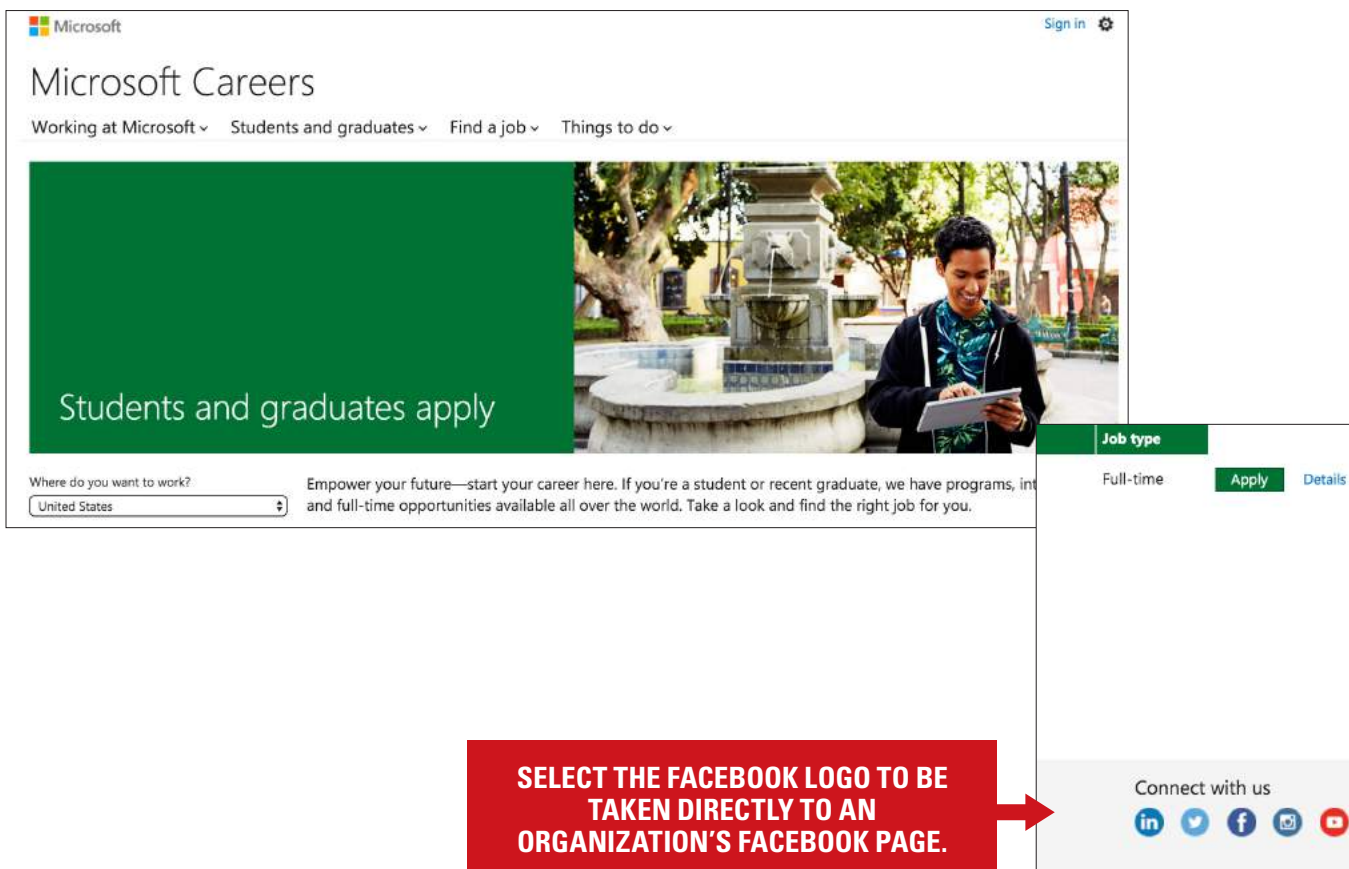 Microsoft
Sign in
Microsoft Careers
Working at Microsoft Students and graduates Find a job Things to do
Students and graduates apply
Where do you want to work?
United States
Empower your future—start your career here. If you're a student or recent graduate, we have programs, int
and full-time opportunities available all over the world. Take a look and find the right job for you.
Job type
Full-time Apply Details
SELECT THE FACEBOOK LOGO TO BE
TAKEN DIRECTLY TO AN
ORGANIZATION'S FACEBOOK PAGE.
Connect with us
in f